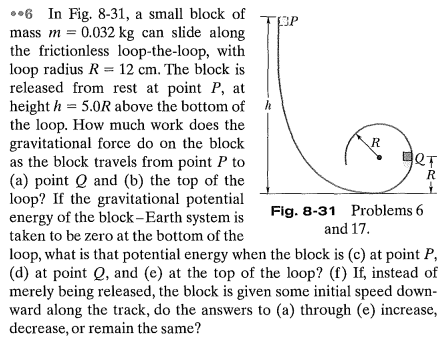 ••6 In Fig. 8-31, a small block of
mass m = 0.032 kg can slide along
the frictionless loop-the-loop, with
loop radius R = 12 cm. The block is
released from rest at point P, at
height h = 5.0R above the bottom of
the loop. How much work does the
gravitational force do on the block
as the block travels from point P to
(a) point Q and (b) the top of the
loop? If the gravitational potential
energy of the block–Earth system is
taken to be zero at the bottom of the
loop, what is that potential energy when the block is (c) at point P,
(d) at point Q, and (e) at the top of the loop? (f) If, instead of
merely being released, the block is given some initial speed down-
ward along the track, do the answers to (a) through (e) increase,
decrease, or remain the same?
P
h
R
Q
R
Fig. 8-31 Problems 6
and 17.